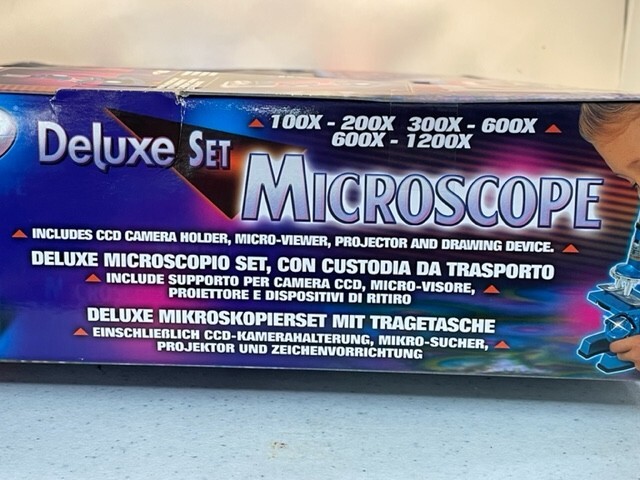 100X - 200X 300X - 600X
600X - 1200X
Deluxe SET
MICROSCOPE
INCLUDES CCD CAMERA HOLDER, MICRO-VIEWER, PROJECTOR AND DRAWING DEVICE.
DELUXE MICROSCOPIO SET, CON CUSTODIA DA TRASPORTO
INCLUDE SUPPORTO PER CAMERA CCD, MICRO-VISORE,
PROIETTORE E DISPOSITIVI DI RITIRO
DELUXE MIKROSKOPIERSET MIT TRAGETASCHE
EINSCHLIEßLICH CCD-KAMERAHALTERUNG, MIKRO-SUCHER,
PROJEKTOR UND ZEICHENVORRICHTUNG